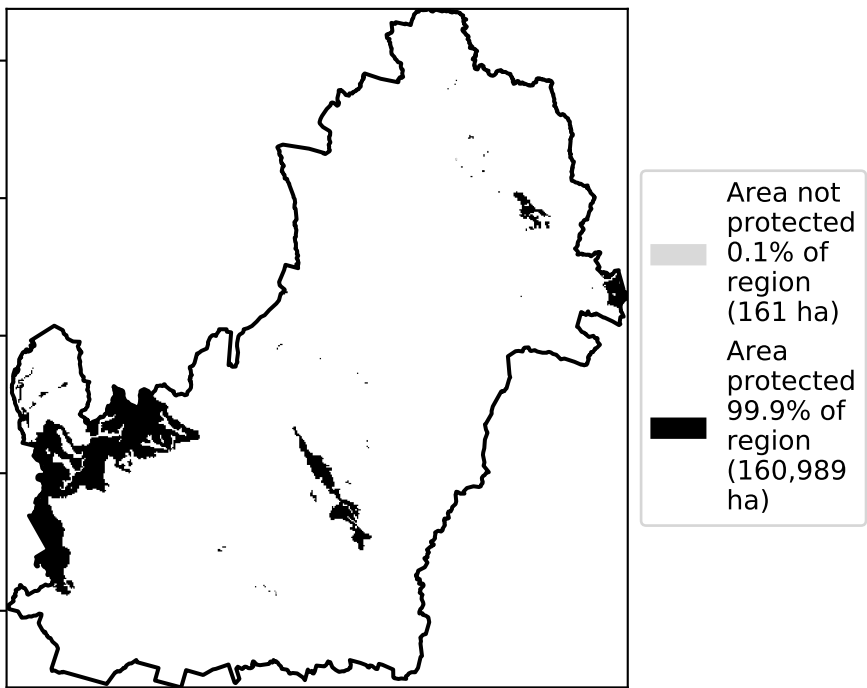 Area not
protected
0.1% of
region
(161 ha)
Area
protected
99.9% of
region
(160,989
ha)